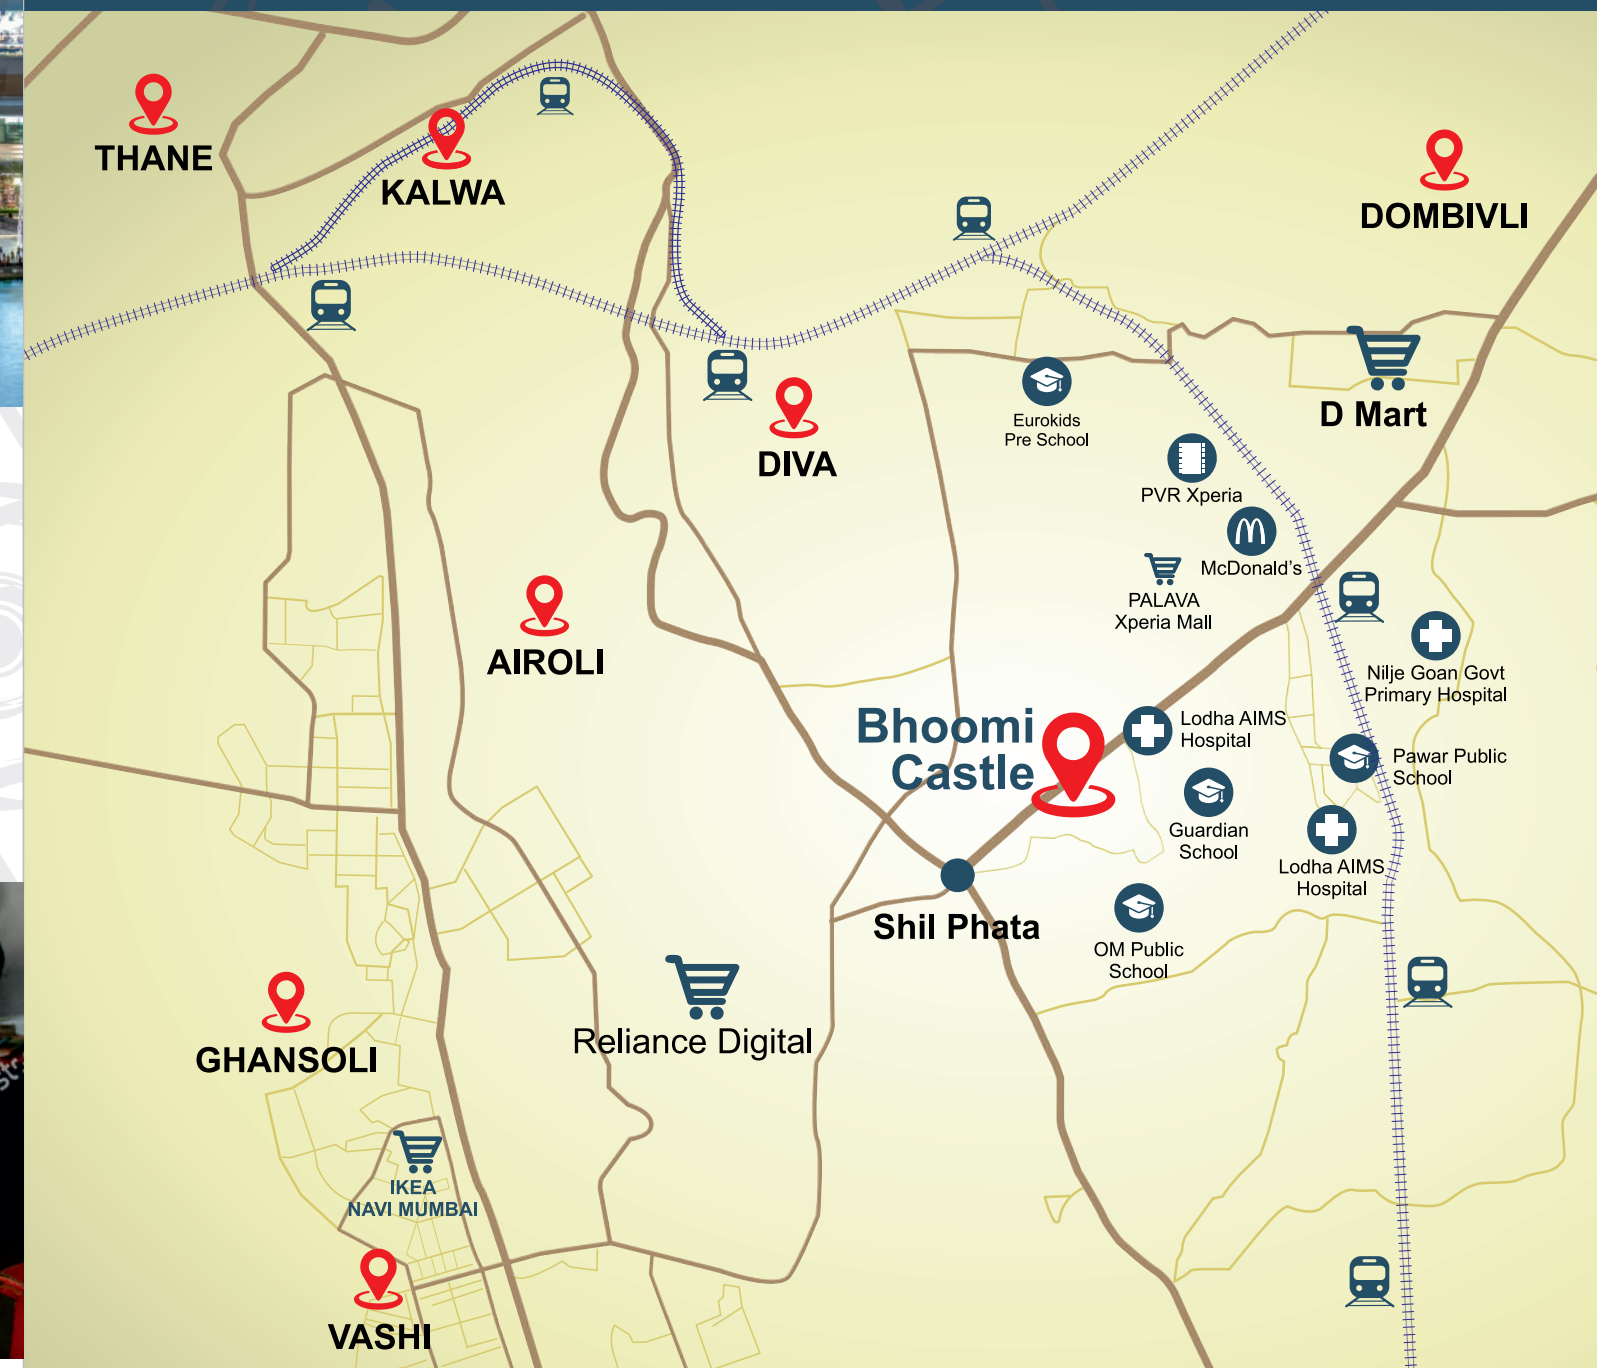 THANE
KALWA
DOMBIVLI
D Mart
Eurokids
Pre School
DIVA
PVR Xperia
McDonald's
PALAVA
Xperia Mall
AIROLI
Nilje Goan Govt
Primary Hospital
Bhoomi
Castle
Lodha AIMS
Hospital
Pawar Public
School
Guardian
School
Lodha AIMS
Hospital
Shil Phata
OM Public
School
Reliance Digital
GHANSOLI
IKEA
NAVI MUMBAI
VASHI